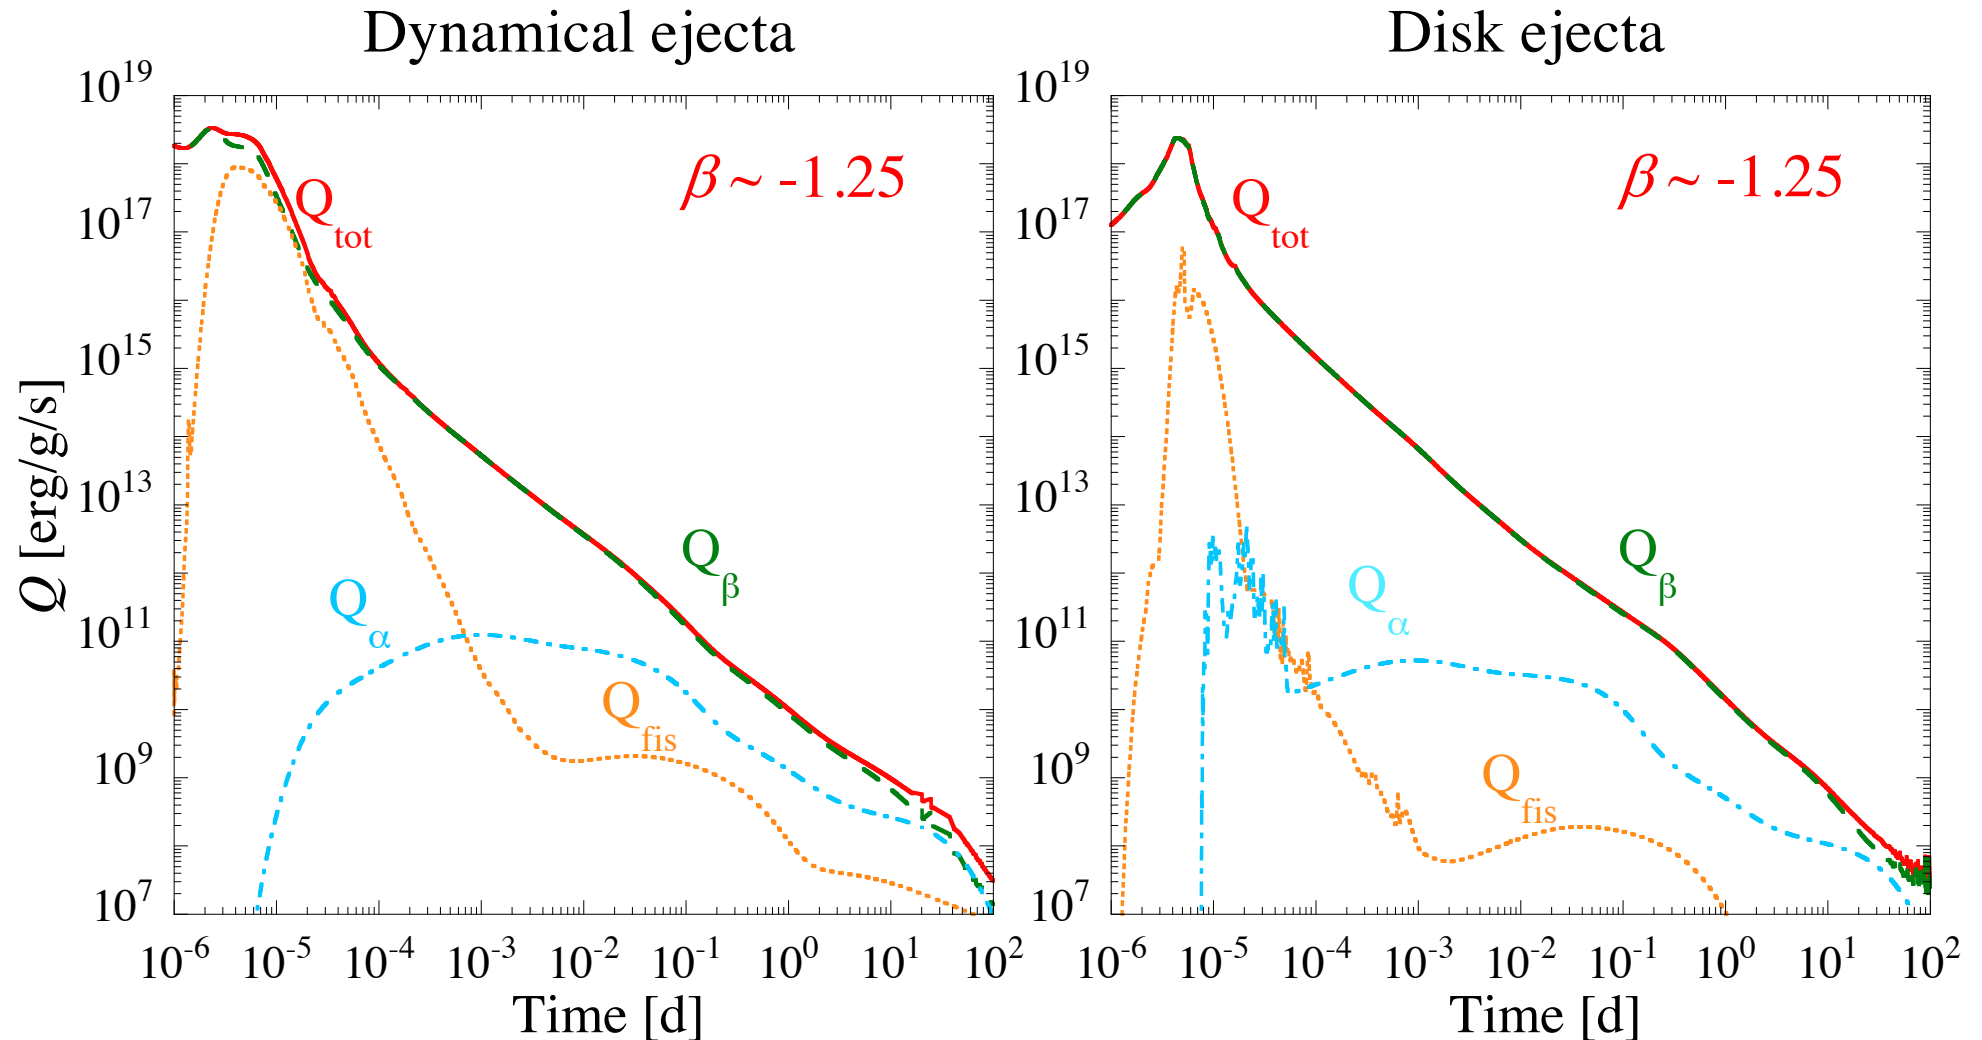 Dynamical ejecta
Disk ejecta
Q [erg/g/s]
10^19
10^17
10^15
10^13
10^11
10^9
10^7
β ~ -1.25
Q_tot
Q_β
Q_α
Q_fis
10^-6 10^-5 10^-4 10^-3 10^-2 10^-1 10^0 10^1 10^2
Time [d]
10^19
10^17
10^15
10^13
10^11
10^9
10^7
β ~ -1.25
Q_tot
Q_β
Q_α
Q_fis
10^-6 10^-5 10^-4 10^-3 10^-2 10^-1 10^0 10^1 10^2
Time [d]